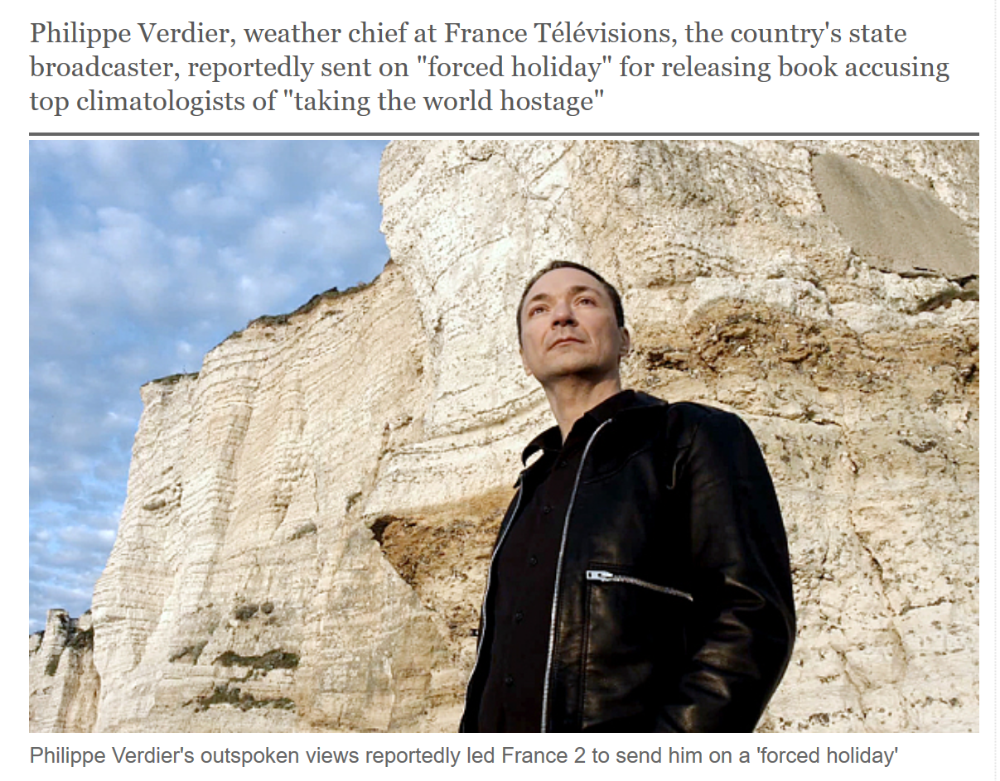 Philippe Verdier, weather chief at France Télévisions, the country's state
broadcaster, reportedly sent on "forced holiday" for releasing book accusing
top climatologists of "taking the world hostage"
Philippe Verdier's outspoken views reportedly led France 2 to send him on a 'forced holiday'